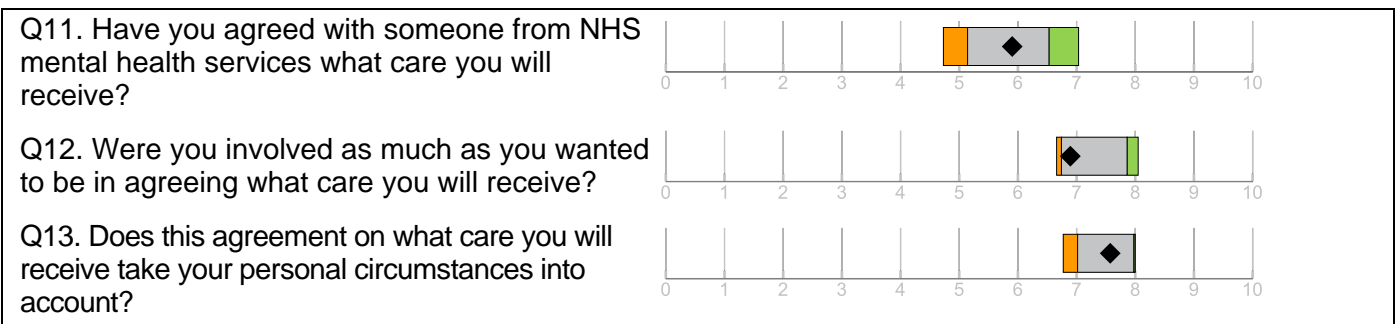 Q11. Have you agreed with someone from NHS
mental health services what care you will
receive?
0 1 2 3 4 5 6 7 8 9 10
Q12. Were you involved as much as you wanted
to be in agreeing what care you will receive?
0 1 2 3 4 5 6 7 8 9 10
Q13. Does this agreement on what care you will
receive take your personal circumstances into
account?
0 1 2 3 4 5 6 7 8 9 10